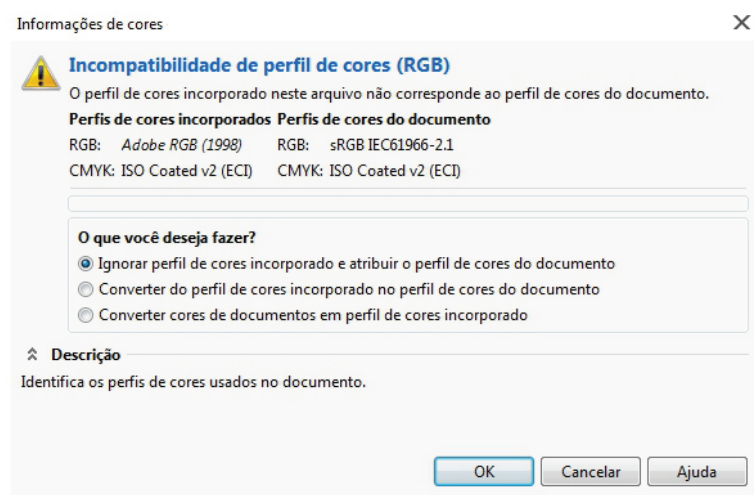 Informações de cores
Incompatibilidade de perfil de cores (RGB)
O perfil de cores incorporado neste arquivo não corresponde ao perfil de cores do documento.
Perfis de cores incorporados Perfis de cores do documento
RGB: Adobe RGB (1998) RGB: sRGB IEC61966-2.1
CMYK: ISO Coated v2 (ECI) CMYK: ISO Coated v2 (ECI)
O que você deseja fazer?
Ignorar perfil de cores incorporado e atribuir o perfil de cores do documento
Converter do perfil de cores incorporado no perfil de cores do documento
Converter cores de documentos em perfil de cores incorporado
Descrição
Identifica os perfis de cores usados no documento.
OK Cancelar Ajuda